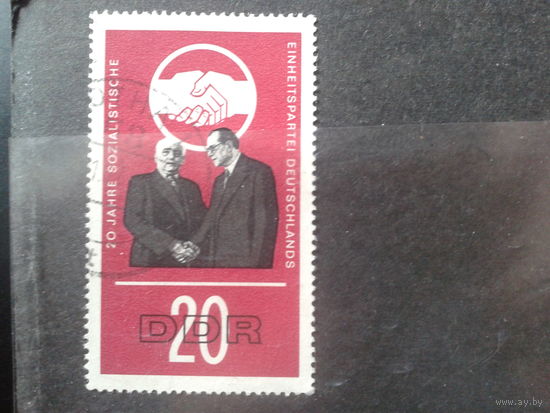 20 JAHRE SOZIALISTISCHE
EINHEITSPARTEI DEUTSCHLANDS
20
DDR
www.ay.by